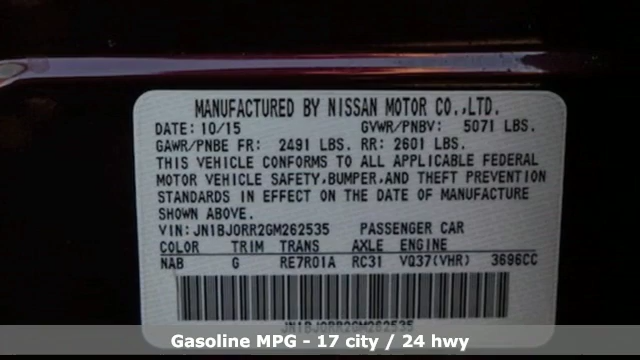 MANUFACTURED BY NISSAN MOTOR CO.,LTD.
DATE: 10/15 GVWR/PNBV: 5071 LBS.
GAWR/PNBE FR: 2491 LBS. RR: 2601 LBS.
THIS VEHICLE CONFORMS TO ALL APPLICABLE FEDERAL
MOTOR VEHICLE SAFETY,BUMPER,AND THEFT PREVENTION
STANDARDS IN EFFECT ON THE DATE OF MANUFACTURE
SHOWN ABOVE.
VIN: JN1BJ0RR2GM262535 PASSENGER CAR
COLOR TRIM TRANS AXLE ENGINE
NAB G RE7R01A RC31 VQ37(VHR) 3696CC
JN1BJ0RR2GM262535
Gasoline MPG - 17 city / 24 hwy